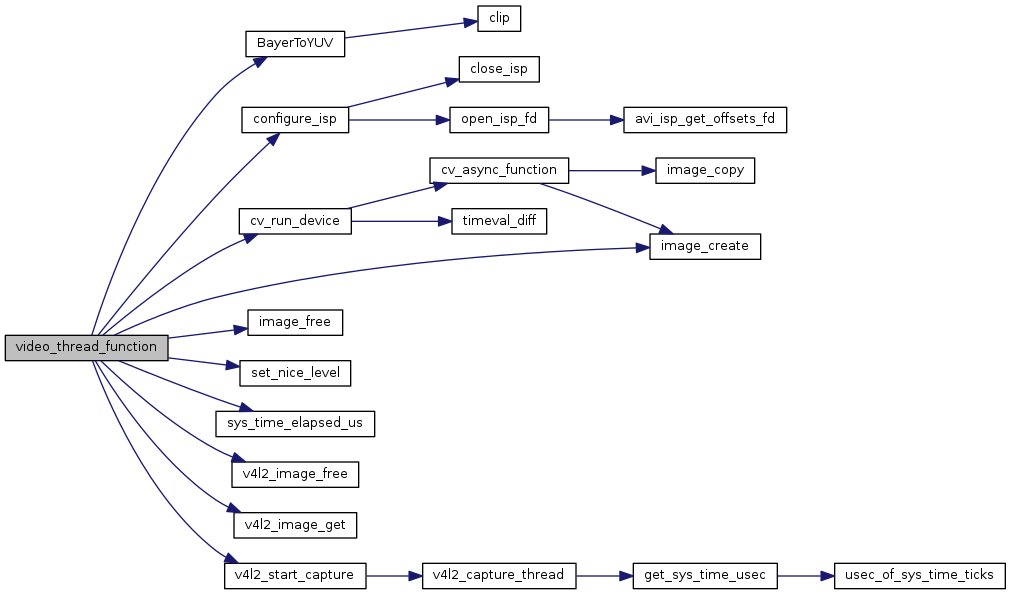 clip
BayerToYUV
close_isp
configure_isp
open_isp_fd
avi_isp_get_offsets_fd
cv_async_function
image_copy
cv_run_device
timeval_diff
image_create
image_free
video_thread_function
set_nice_level
sys_time_elapsed_us
v4l2_image_free
v4l2_image_get
v4l2_start_capture
v4l2_capture_thread
get_sys_time_usec
usec_of_sys_time_ticks